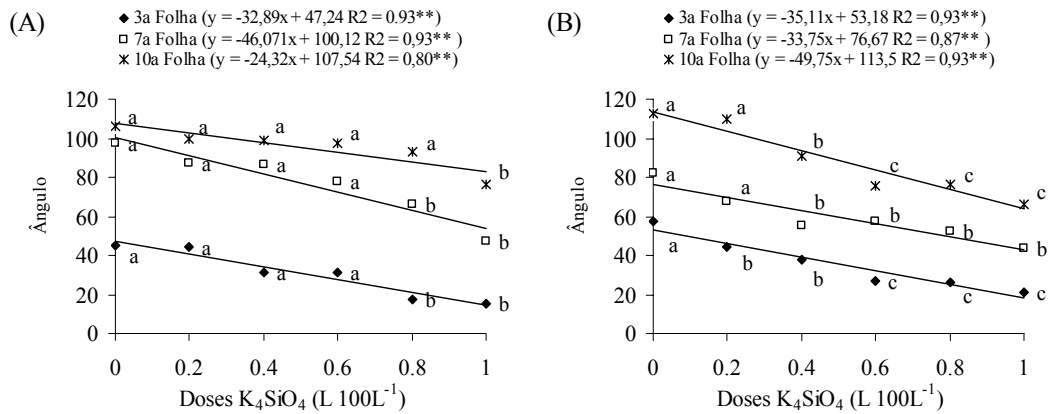 (A)
◆ 3a Folha (y = -32,89x + 47,24 R2 = 0.93**)
□ 7a Folha (y = -46,071x + 100,12 R2 = 0,93** )
ж 10a Folha (y = -24,32x + 107,54 R2 = 0,80**)
120
100
80
60
40
20
0
Ângulo
a a a a a b
a a a a b b
a a a a b b
0 0.2 0.4 0.6 0.8 1
Doses K₄SiO₄ (L 100L⁻¹)
(B)
◆ 3a Folha (y = -35,11x + 53,18 R2 = 0,93**)
□ 7a Folha (y = -33,75x + 76,67 R2 = 0,87** )
ж 10a Folha (y = -49,75x + 113,5 R2 = 0,93**)
120
100
80
60
40
20
0
Ângulo
a a b c c c
a a b b b b
a b b c c c
0 0.2 0.4 0.6 0.8 1
Doses K₄SiO₄ (L 100L⁻¹)